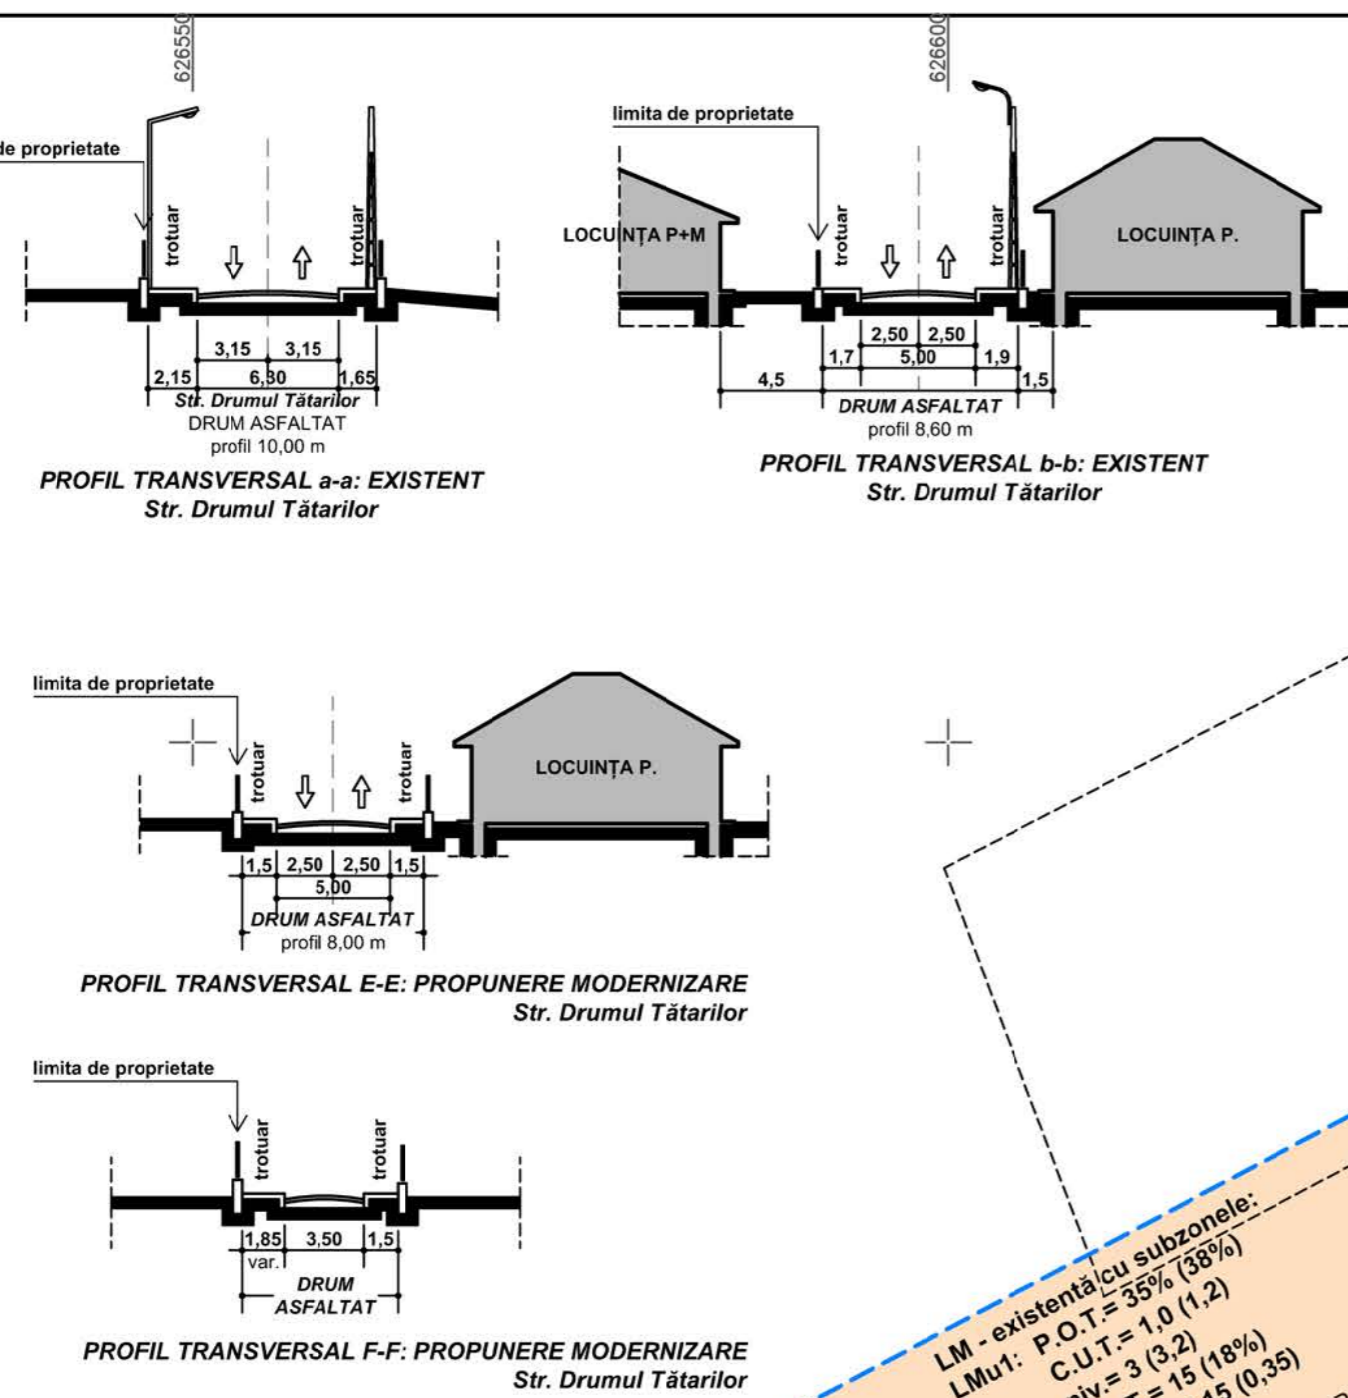 626550
626600
de proprietate
trotuar
trotuar
3,15 3,15
2,15 6,30 1,65
Str. Drumul Tătarilor
DRUM ASFALTAT
profil 10,00 m
PROFIL TRANSVERSAL a-a: EXISTENT
Str. Drumul Tătarilor
limita de proprietate
LOCUINȚA P+M
trotuar
trotuar
LOCUINȚA P.
2,50 2,50
1,7 5,00 1,9
4,5 1,5
DRUM ASFALTAT
profil 8,60 m
PROFIL TRANSVERSAL b-b: EXISTENT
Str. Drumul Tătarilor
limita de proprietate
trotuar
trotuar
LOCUINȚA P.
1,5 2,50 2,50 1,5
5,00
DRUM ASFALTAT
profil 8,00 m
PROFIL TRANSVERSAL E-E: PROPUNERE MODERNIZARE
Str. Drumul Tătarilor
limita de proprietate
trotuar
trotuar
1,85 3,50 1,5
var.
DRUM
ASFALTAT
PROFIL TRANSVERSAL F-F: PROPUNERE MODERNIZARE
Str. Drumul Tătarilor
LM - existentă cu subzonele:
LMu1: P.O.T.= 35% (38%)
C.U.T.= 1,0 (1,2)
niv.= 3 (3,2)
= 15 (18%)
15 (0,35)